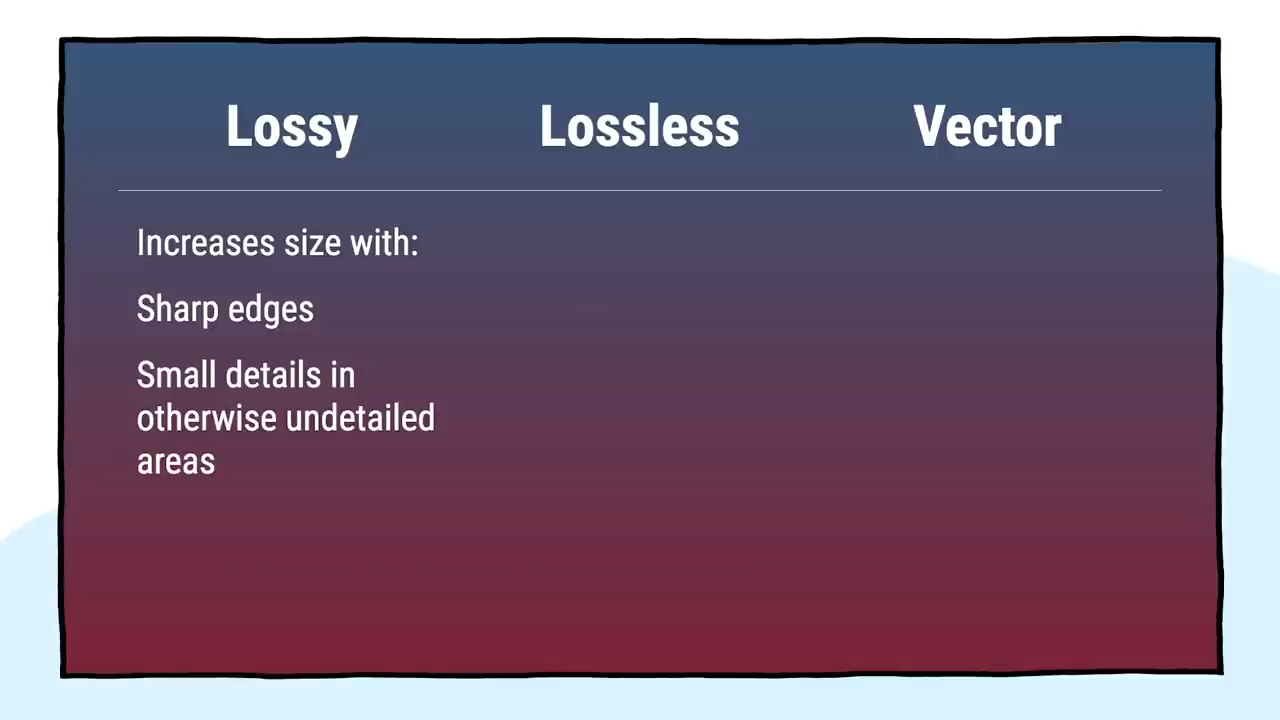 Lossy Lossless Vector
Increases size with:
Sharp edges
Small details in
otherwise undetailed
areas